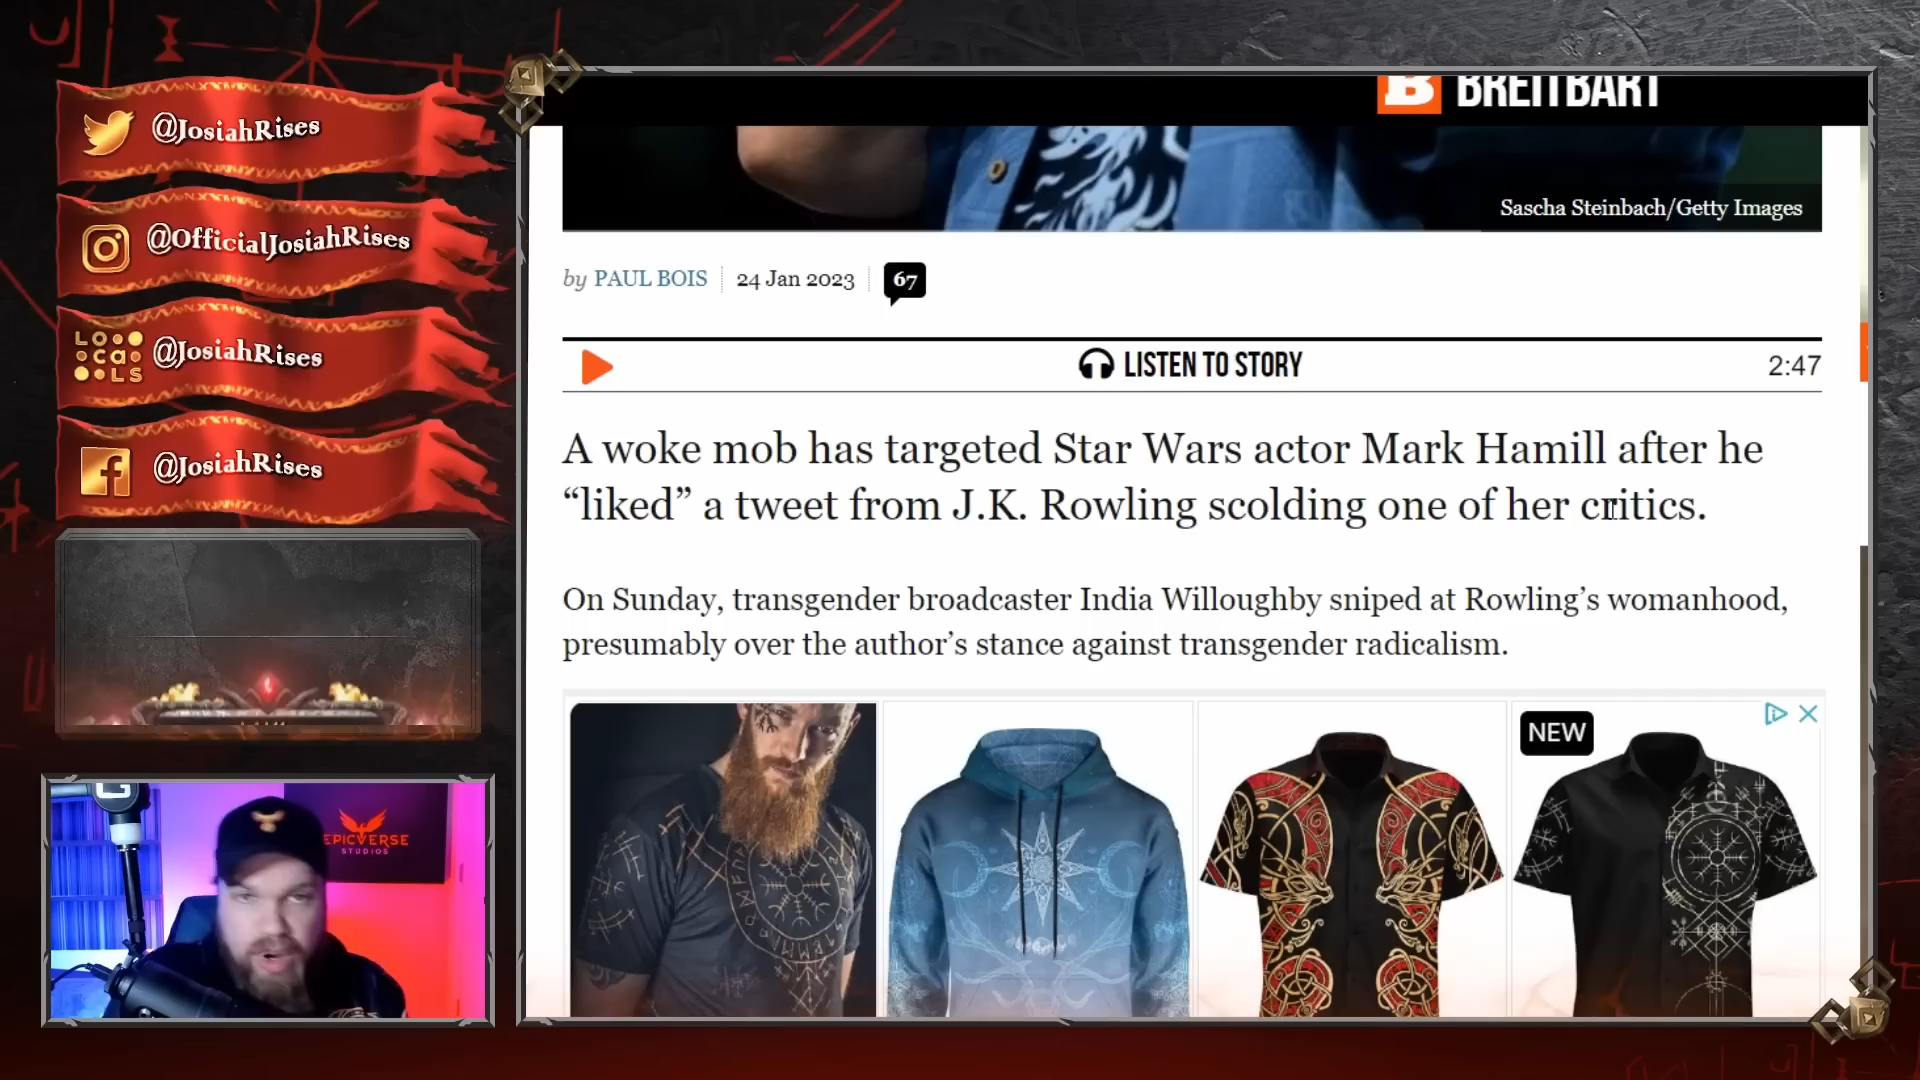 @JosiahRises
@OfficialJosiahRises
LOcaLS
@JosiahRises
@JosiahRises
EPICVERSE
STUDIOS
B BREITBART
Sascha Steinbach/Getty Images
by PAUL BOIS 24 Jan 2023 67
LISTEN TO STORY 2:47
A woke mob has targeted Star Wars actor Mark Hamill after he
“liked” a tweet from J.K. Rowling scolding one of her critics.
On Sunday, transgender broadcaster India Willoughby sniped at Rowling’s womanhood,
presumably over the author’s stance against transgender radicalism.
NEW